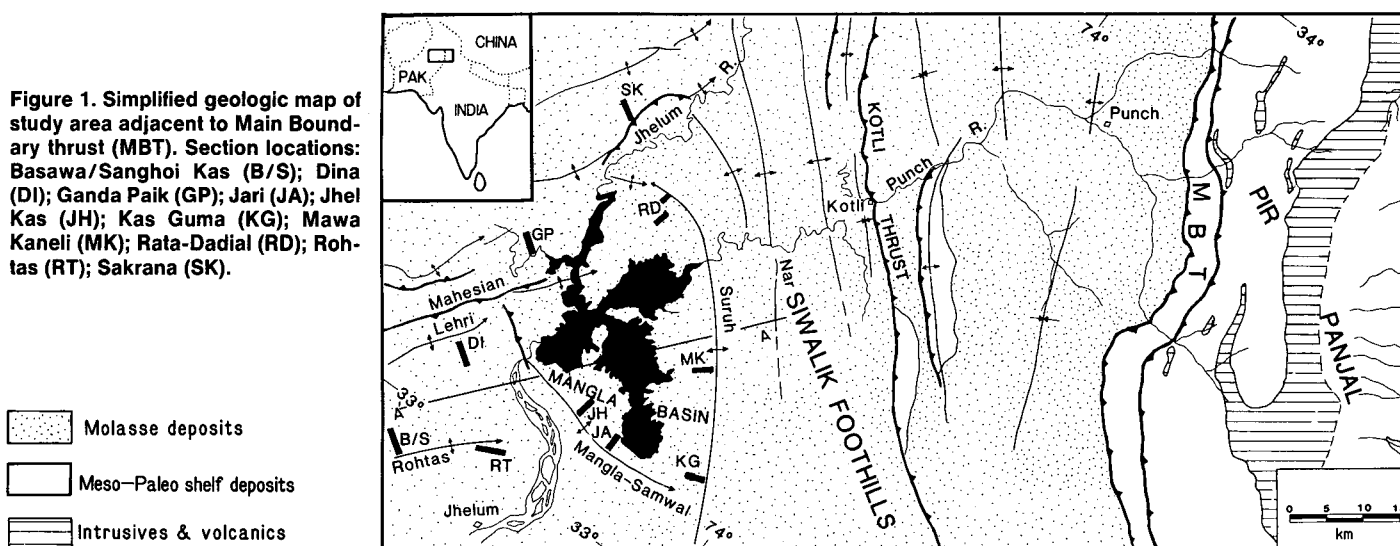 Figure 1. Simplified geologic map of
study area adjacent to Main Bound-
ary thrust (MBT). Section locations:
Basawa/Sanghoi Kas (B/S); Dina
(DI); Ganda Paik (GP); Jari (JA); Jhel
Kas (JH); Kas Guma (KG); Mawa
Kaneli (MK); Rata-Dadial (RD); Roh-
tas (RT); Sakrana (SK).
Molasse deposits
Meso-Paleo shelf deposits
Intrusives & volcanics
CHINA
PAK
INDIA
SK
Jhelum R.
RD
GP
Mahesian
Lehri
DI
33°
A
B/S
Rohtas
RT
Jhelum
33°
74°
MANGLA
BASIN
JH
JA
Mangla-Samwal
KG
MK
Suruh
A
Nar
SIWALIK FOOTHILLS
KOTLI
THRUST
Kotli
Punch R.
74°
Punch
34°
MBT
PIR
PANJAL
0 5 10
km